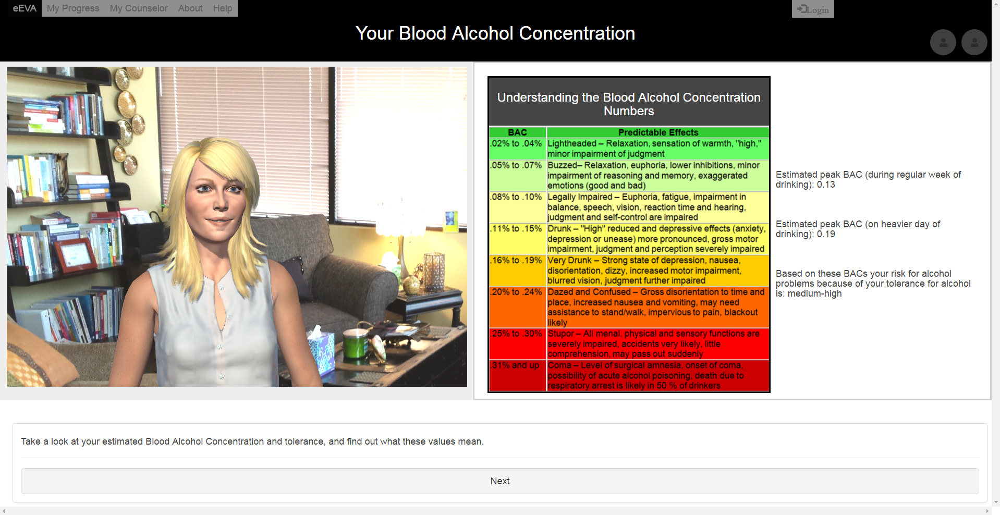 eEVA My Progress My Counselor About Help
Login
Your Blood Alcohol Concentration
Understanding the Blood Alcohol Concentration
Numbers
BAC Predictable Effects
.02% to .04% Lightheaded – Relaxation, sensation of warmth, "high,"
minor impairment of judgment
.05% to .07% Buzzed– Relaxation, euphoria, lower inhibitions, minor
impairment of reasoning and memory, exaggerated
emotions (good and bad)
.08% to .10% Legally Impaired – Euphoria, fatigue, impairment in
balance, speech, vision, reaction time and hearing,
judgment and self-control are impaired
.11% to .15% Drunk – "High" reduced and depressive effects (anxiety,
depression or unease) more pronounced, gross motor
impairment, judgment and perception severely impaired
.16% to .19% Very Drunk – Strong state of depression, nausea,
disorientation, dizzy, increased motor impairment,
blurred vision, judgment further impaired
.20% to .24% Dazed and Confused – Gross disorientation to time and
place, increased nausea and vomiting, may need
assistance to stand/walk, impervious to pain, blackout
likely
.25% to .30% Stupor – All menal, physical and sensory functions are
severely impaired, accidents very likely, little
comprehension, may pass out suddenly
.31% and up Coma – Level of surgical amnesia, onset of coma,
possibility of acute alcohol poisoning, death due to
respiratory arrest is likely in 50 % of drinkers
Estimated peak BAC (during regular week of
drinking): 0.13
Estimated peak BAC (on heavier day of
drinking): 0.19
Based on these BACs your risk for alcohol
problems because of your tolerance for alcohol
is: medium-high
Take a look at your estimated Blood Alcohol Concentration and tolerance, and find out what these values mean.
Next